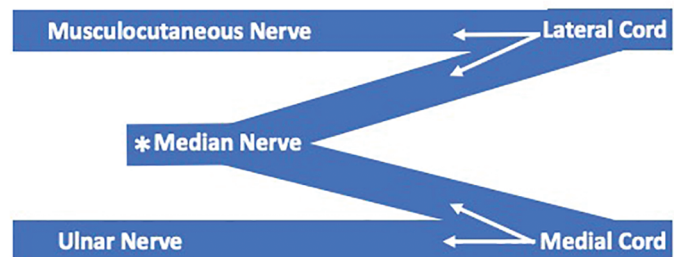 Musculocutaneous Nerve
Lateral Cord
*Median Nerve
Ulnar Nerve
Medial Cord